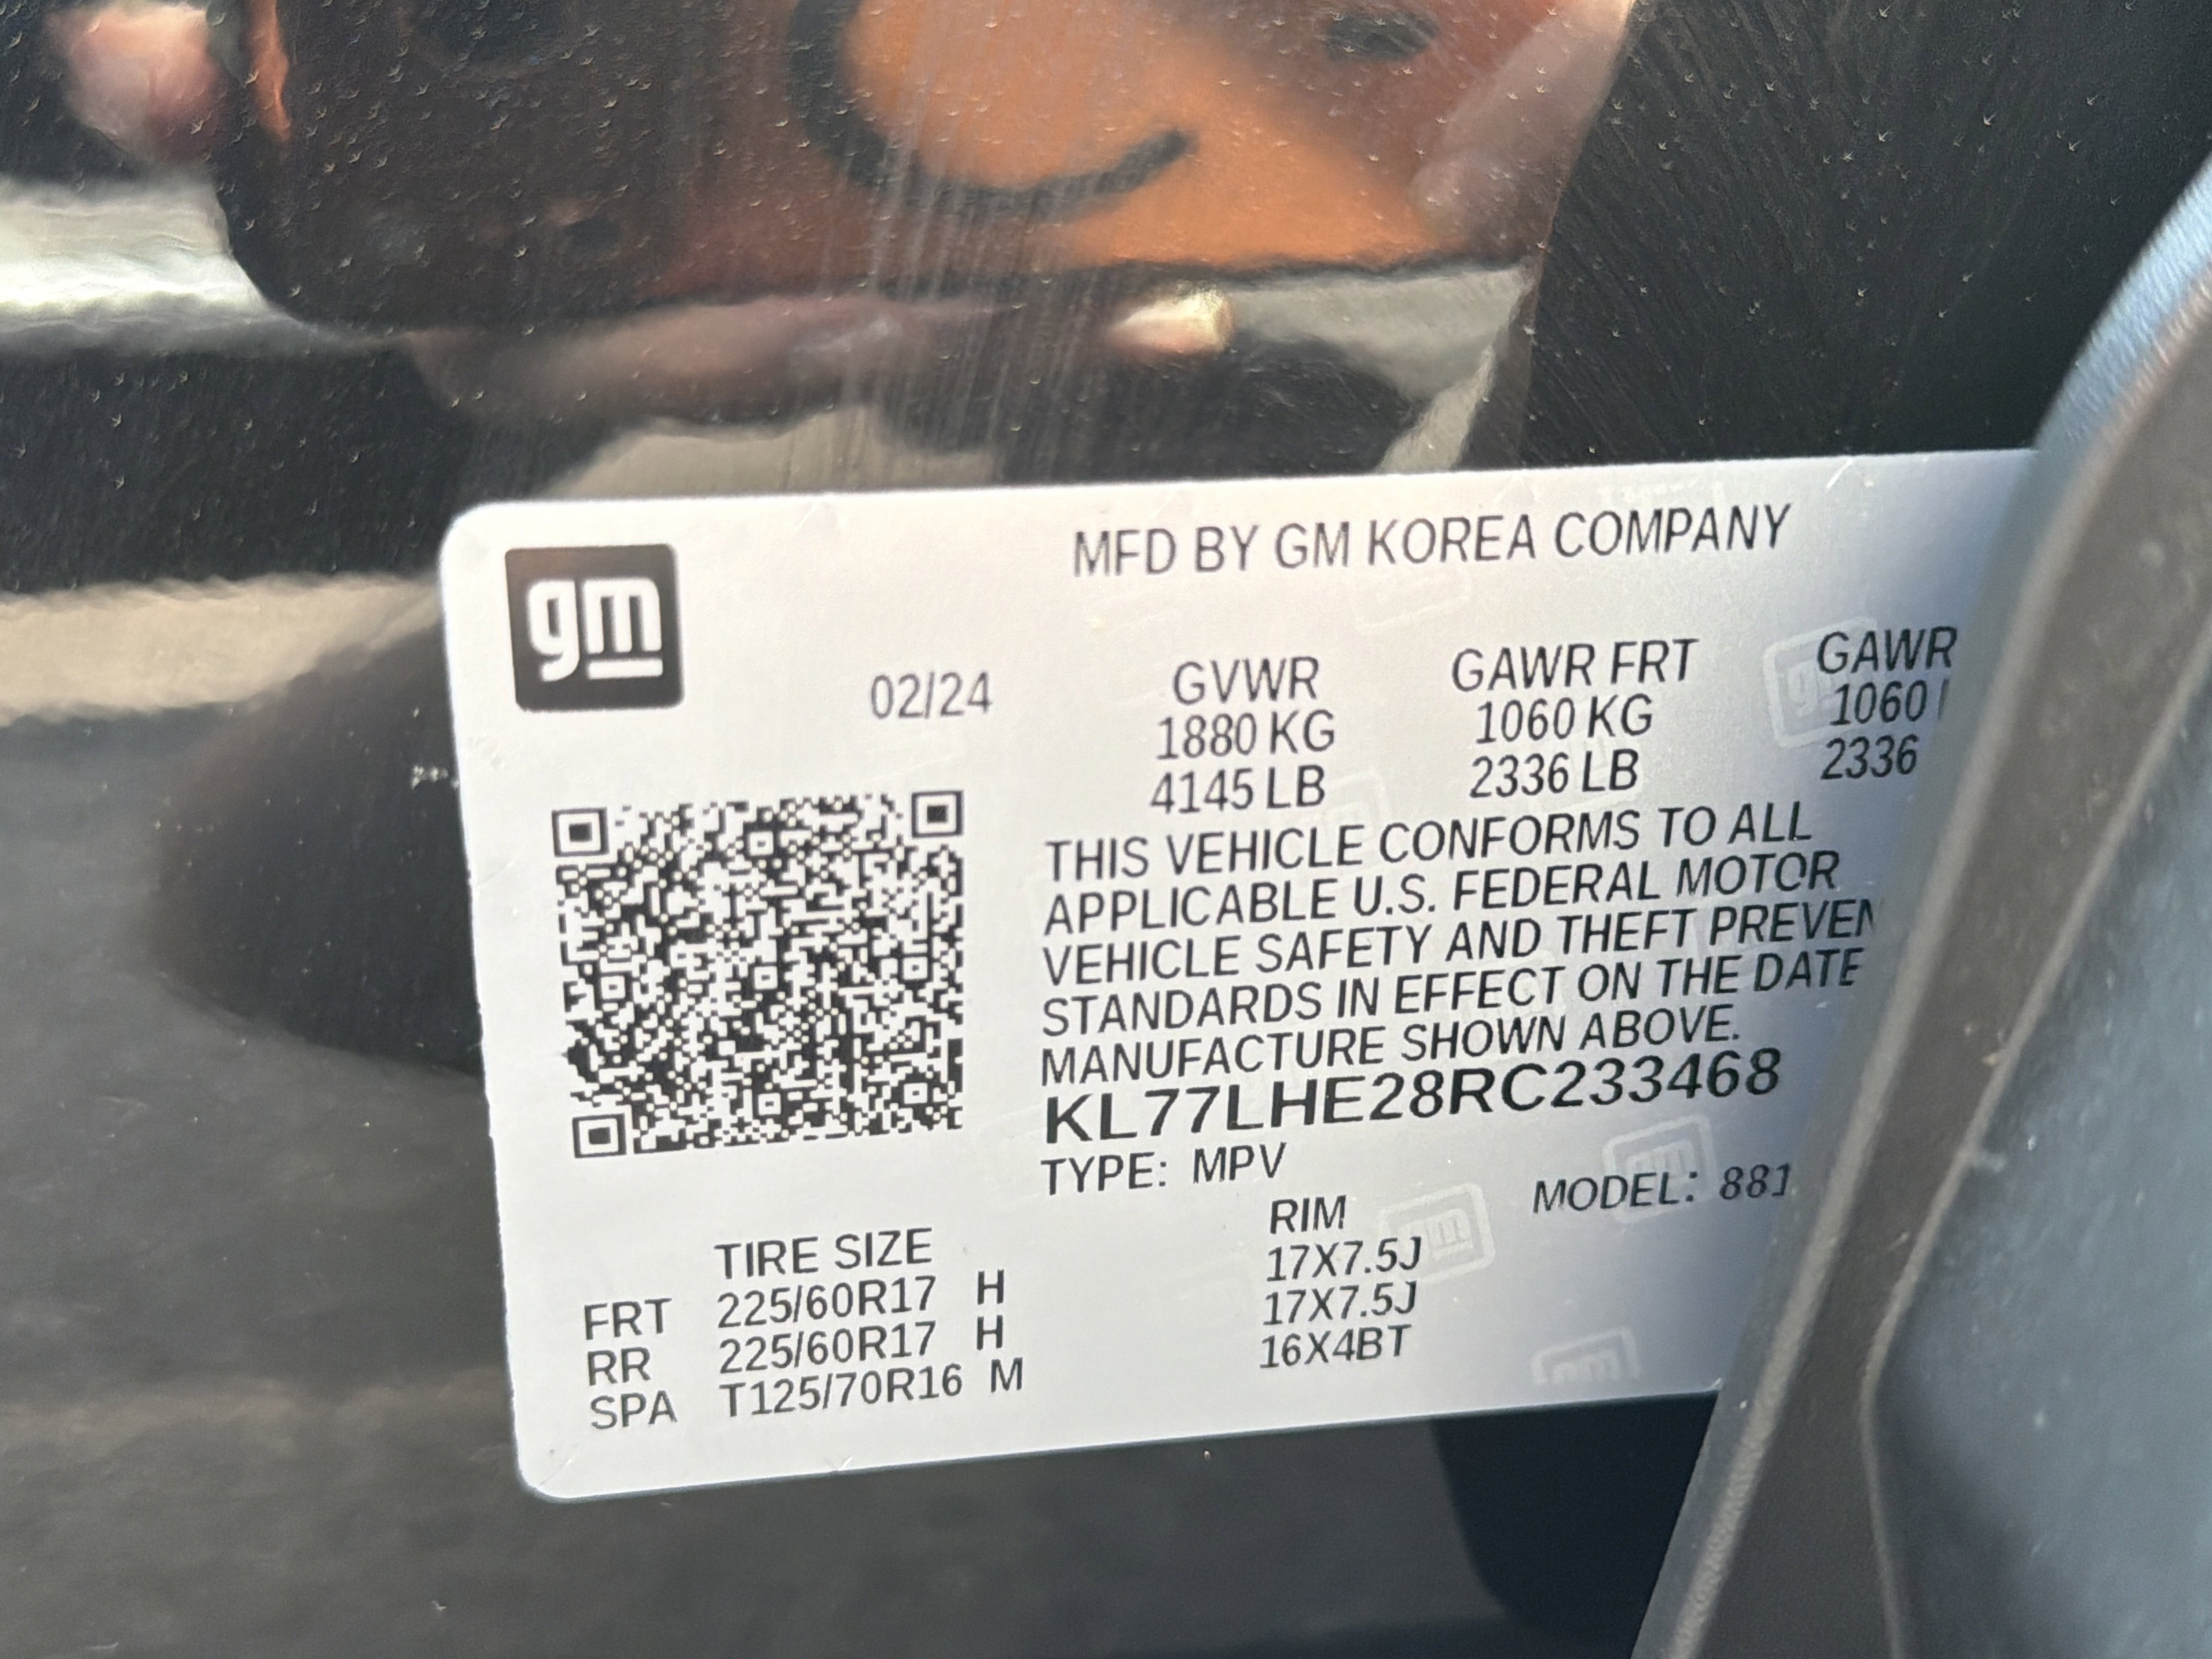 gm
MFD BY GM KOREA COMPANY
02/24
GVWR GAWR FRT GAWR
1880 KG 1060 KG 1060
4145 LB 2336 LB 2336
THIS VEHICLE CONFORMS TO ALL
APPLICABLE U.S. FEDERAL MOTOR
VEHICLE SAFETY AND THEFT PREVEN
STANDARDS IN EFFECT ON THE DATE
MANUFACTURE SHOWN ABOVE.
KL77LHE28RC233468
TYPE: MPV MODEL: 881
TIRE SIZE RIM
FRT 225/60R17 H 17X7.5J
RR 225/60R17 H 17X7.5J
SPA T125/70R16 M 16X4BT